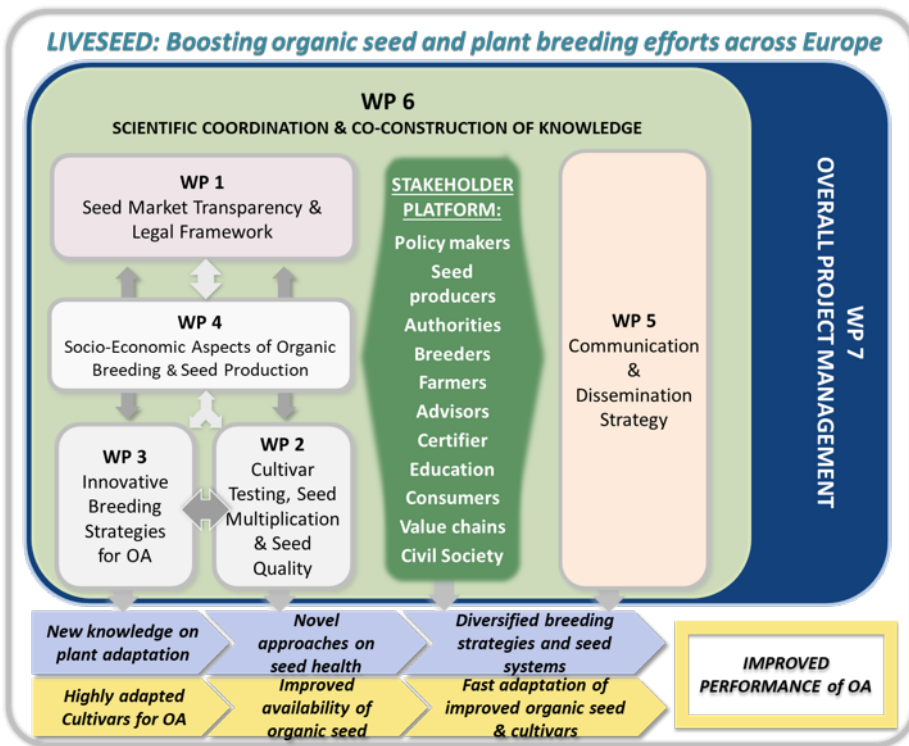 LIVESEED: Boosting organic seed and plant breeding efforts across Europe
WP 6
SCIENTIFIC COORDINATION & CO-CONSTRUCTION OF KNOWLEDGE
WP 1
Seed Market Transparency &
Legal Framework
WP 4
Socio-Economic Aspects of Organic
Breeding & Seed Production
WP 3
Innovative
Breeding
Strategies
for OA
WP 2
Cultivar
Testing, Seed
Multiplication
& Seed
Quality
STAKEHOLDER
PLATFORM:
Policy makers
Seed
producers
Authorities
Breeders
Farmers
Advisors
Certifier
Education
Consumers
Value chains
Civil Society
WP 5
Communication
&
Dissemination
Strategy
WP 7
OVERALL PROJECT MANAGEMENT
New knowledge on
plant adaptation
Novel
approaches on
seed health
Diversified breeding
strategies and seed
systems
Highly adapted
Cultivars for OA
Improved
availability of
organic seed
Fast adaptation of
improved organic seed
& cultivars
IMPROVED
PERFORMANCE of OA